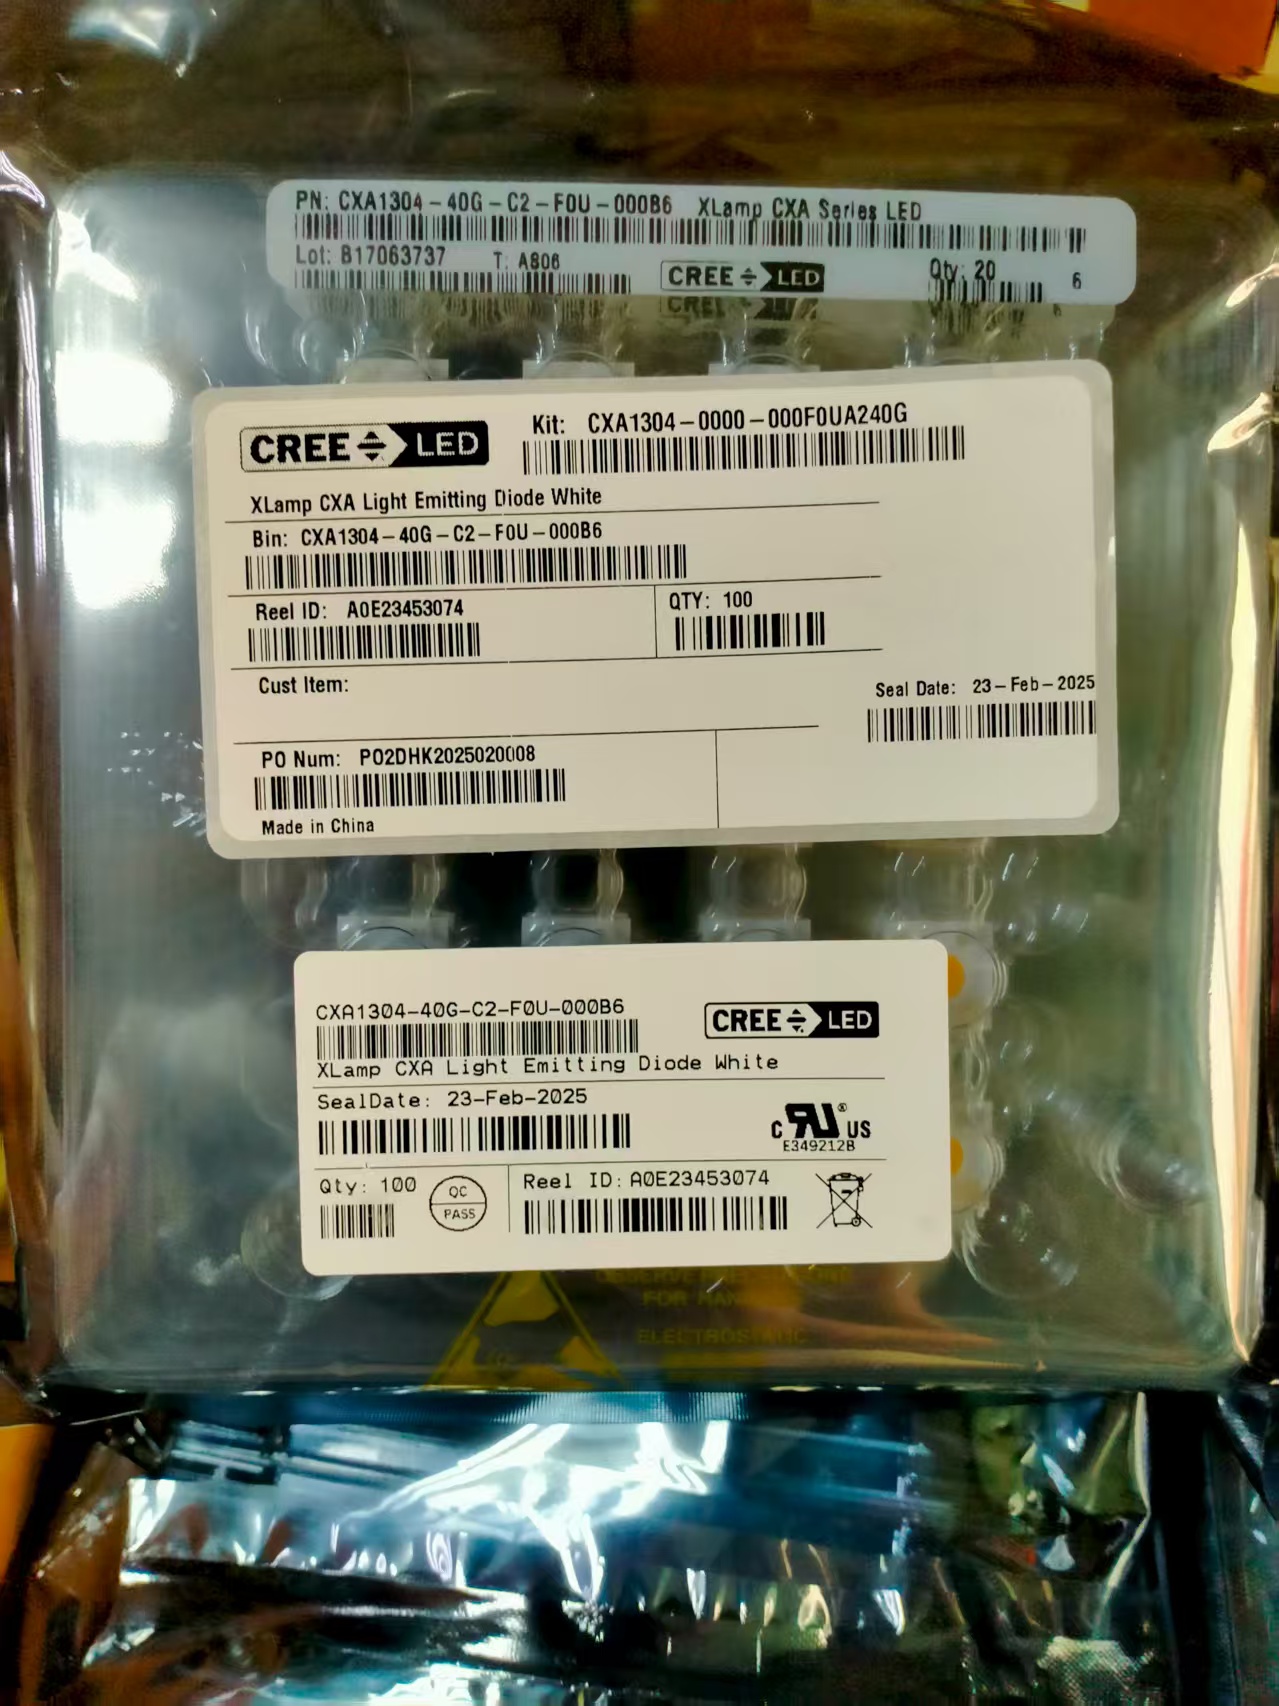 PN: CXA1304-40G-C2-F0U-000B6 XLamp CXA Series LED
Lot: B17063737 T: A806 CREE LED Qty: 20 6
CREE LED Kit: CXA1304-0000-000F0UA240G
XLamp CXA Light Emitting Diode White
Bin: CXA1304-40G-C2-F0U-000B6
Reel ID: A0E23453074 QTY: 100
Cust Item:
Seal Date: 23-Feb-2025
PO Num: PO2DHK2025020008
Made in China
CXA1304-40G-C2-F0U-000B6 CREE LED
XLamp CXA Light Emitting Diode White
SealDate: 23-Feb-2025
C RU ® US
E349212B
Qty: 100 QC PASS Reel ID: A0E23453074
FOR
ELECTROSTATIC